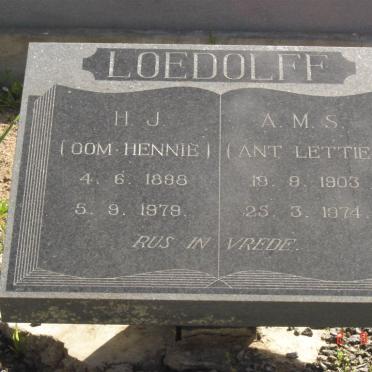 LOEDOLFF
H. J.
(OOM HENNIE)
4. 6. 1898
5. 9. 1979.
A. M. S.
(ANT LETTIE
19. 9. 1903
25. 3. 1974.
RUS IN VREDE.